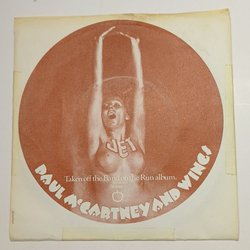 JET
Taken off the Band on the Run album.
PAUL McCARTNEY AND WINGS